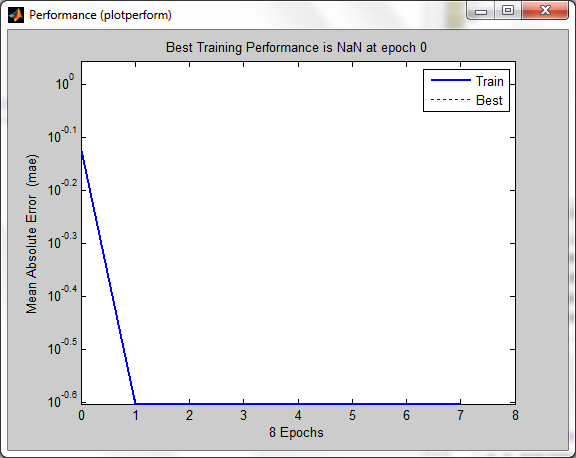 Performance (plotperform)
Best Training Performance is NaN at epoch 0
Train
Best
10^0
10^-0.1
10^-0.2
10^-0.3
10^-0.4
10^-0.5
10^-0.6
Mean Absolute Error (mae)
0 1 2 3 4 5 6 7 8
8 Epochs